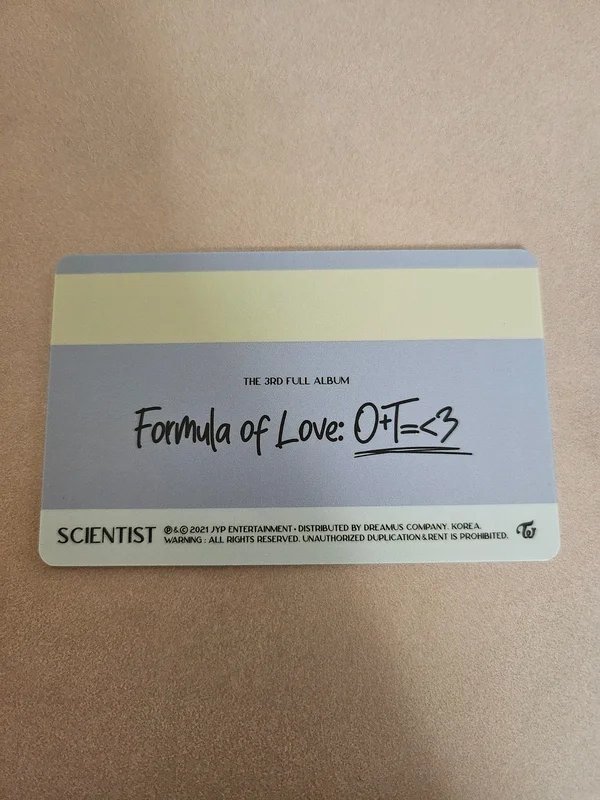 THE 3RD FULL ALBUM
Formula of Love: O+T=<3
SCIENTIST
℗&© 2021 JYP ENTERTAINMENT • DISTRIBUTED BY DREAMUS COMPANY. KOREA.
WARNING : ALL RIGHTS RESERVED. UNAUTHORIZED DUPLICATION & RENT IS PROHIBITED.